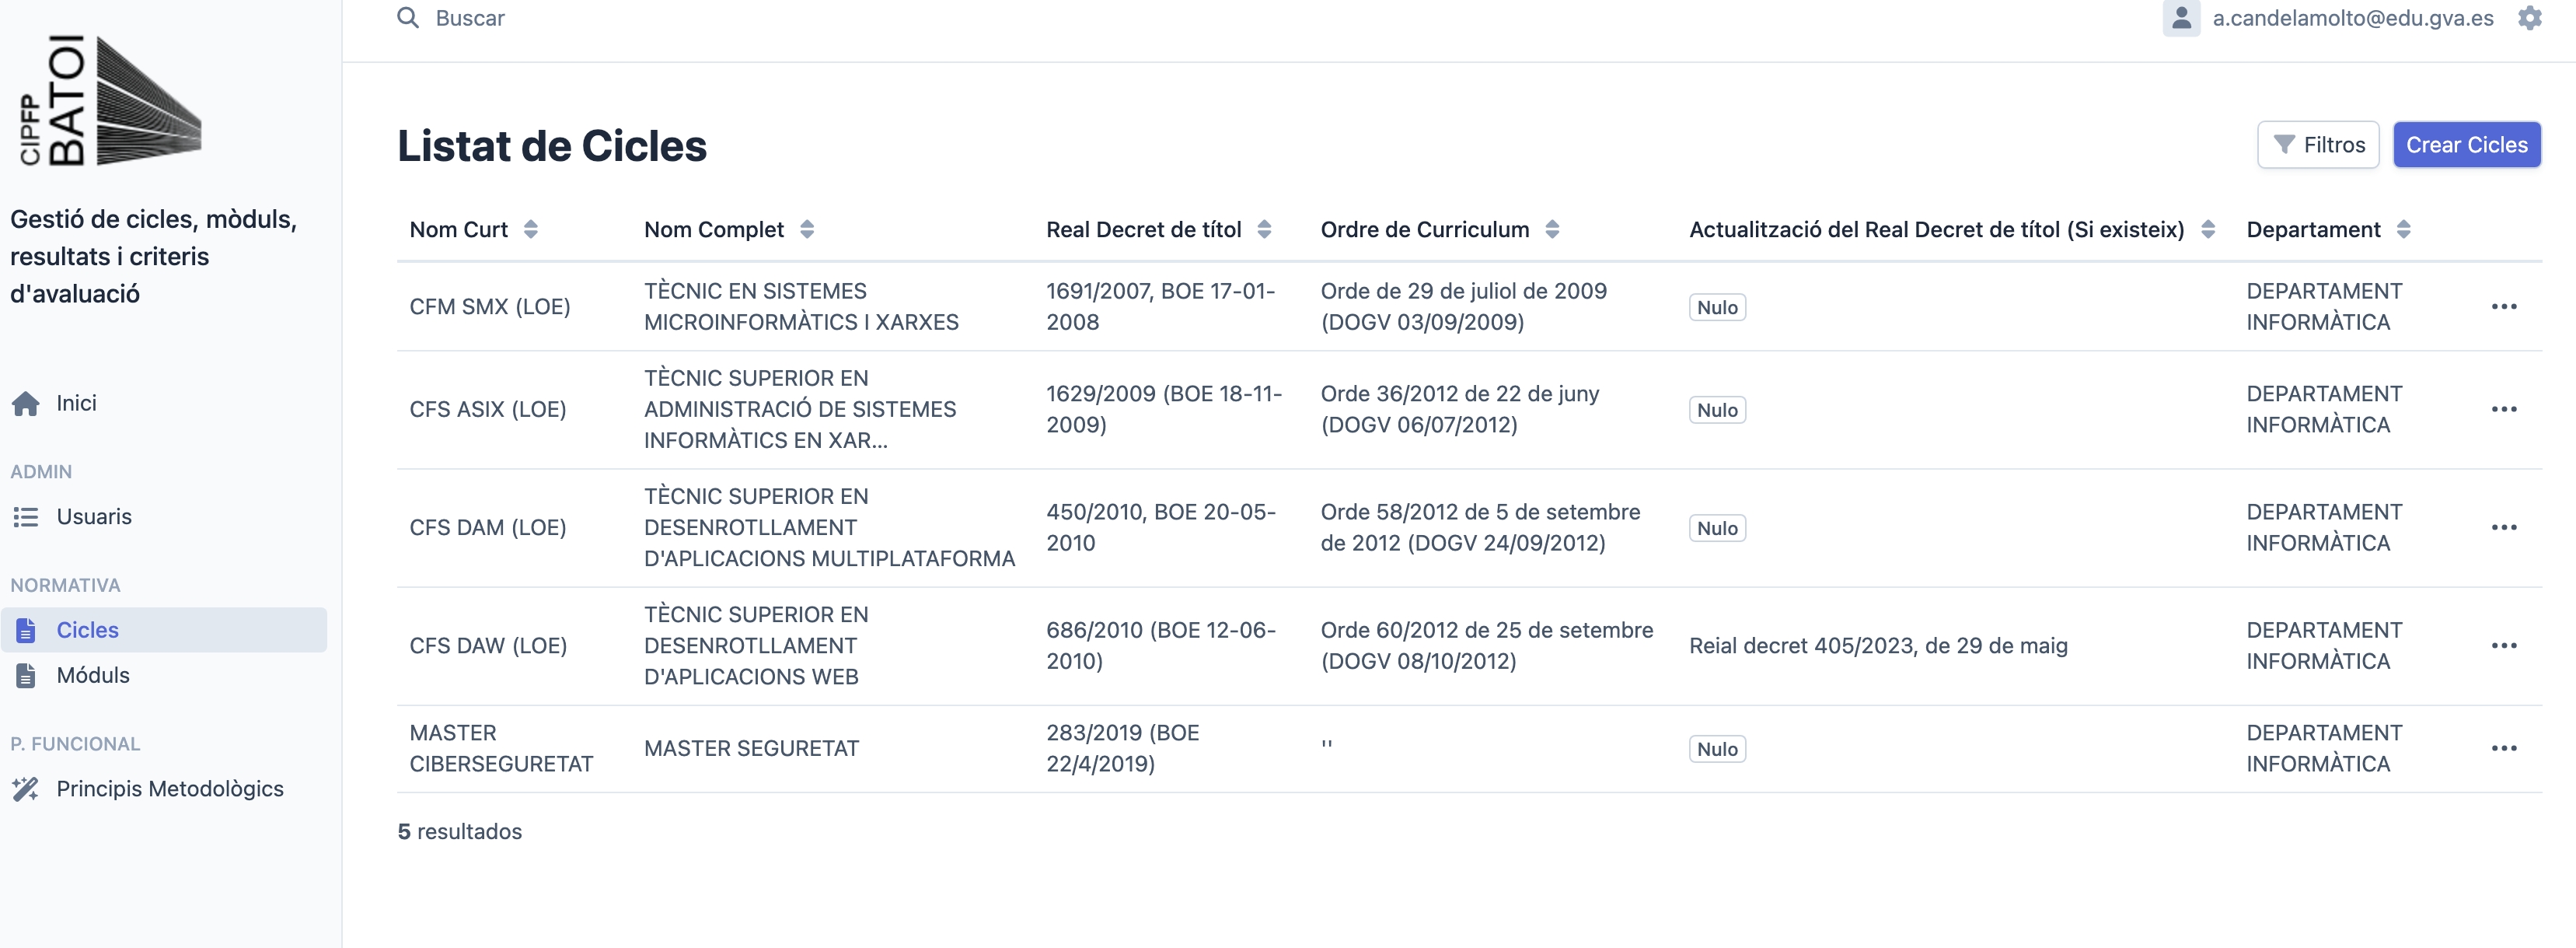 CIPFP
BATOI
Gestió de cicles, mòduls,
resultats i criteris
d'avaluació
Inici
ADMIN
Usuaris
NORMATIVA
Cicles
Móduls
P. FUNCIONAL
Principis Metodològics
Buscar
a.candelamolto@edu.gva.es
Listat de Cicles
Filtros
Crear Cicles
Nom Curt
Nom Complet
Real Decret de títol
Ordre de Curriculum
Actualització del Real Decret de títol (Si existeix)
Departament
CFM SMX (LOE)
TÈCNIC EN SISTEMES
MICROINFORMÀTICS I XARXES
1691/2007, BOE 17-01-
2008
Orde de 29 de juliol de 2009
(DOGV 03/09/2009)
Nulo
DEPARTAMENT
INFORMÀTICA
CFS ASIX (LOE)
TÈCNIC SUPERIOR EN
ADMINISTRACIÓ DE SISTEMES
INFORMÀTICS EN XAR...
1629/2009 (BOE 18-11-
2009)
Orde 36/2012 de 22 de juny
(DOGV 06/07/2012)
Nulo
DEPARTAMENT
INFORMÀTICA
CFS DAM (LOE)
TÈCNIC SUPERIOR EN
DESENROTLLAMENT
D'APLICACIONS MULTIPLATAFORMA
450/2010, BOE 20-05-
2010
Orde 58/2012 de 5 de setembre
de 2012 (DOGV 24/09/2012)
Nulo
DEPARTAMENT
INFORMÀTICA
CFS DAW (LOE)
TÈCNIC SUPERIOR EN
DESENROTLLAMENT
D'APLICACIONS WEB
686/2010 (BOE 12-06-
2010)
Orde 60/2012 de 25 de setembre
(DOGV 08/10/2012)
Reial decret 405/2023, de 29 de maig
DEPARTAMENT
INFORMÀTICA
MASTER
CIBERSEGURETAT
MASTER SEGURETAT
283/2019 (BOE
22/4/2019)
''
Nulo
DEPARTAMENT
INFORMÀTICA
5 resultados